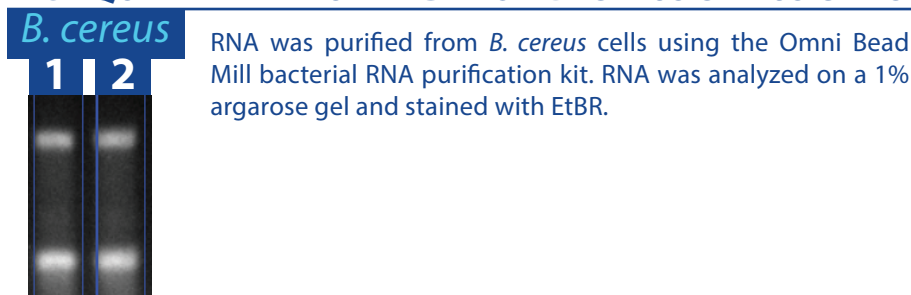 B. cereus
1 2
RNA was purified from B. cereus cells using the Omni Bead
Mill bacterial RNA purification kit. RNA was analyzed on a 1%
argarose gel and stained with EtBR.